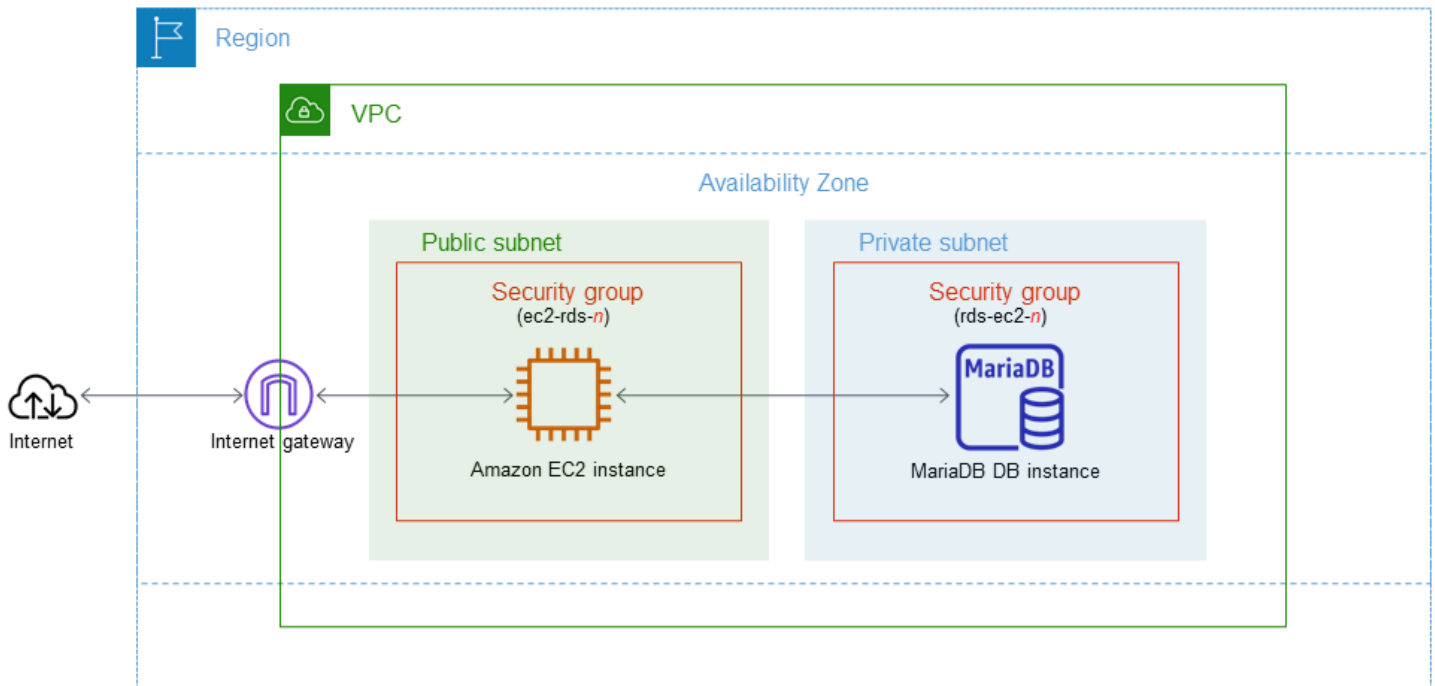 Region
VPC
Availability Zone
Public subnet
Private subnet
Security group
(ec2-rds-n)
Security group
(rds-ec2-n)
MariaDB
Internet
Internet gateway
Amazon EC2 instance
MariaDB DB instance